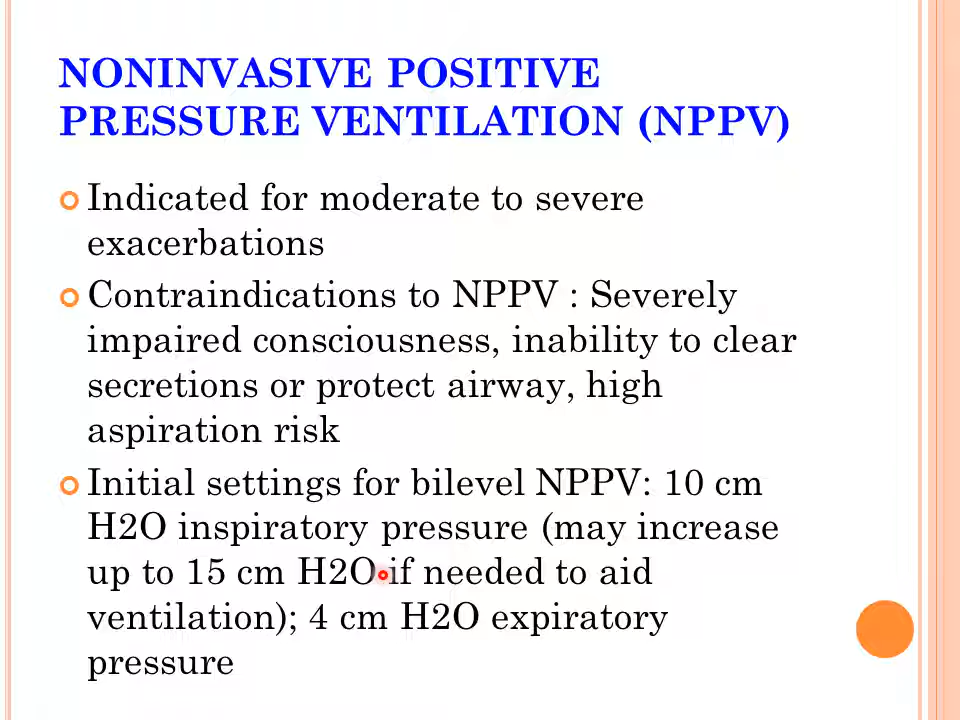 NONINVASIVE POSITIVE
PRESSURE VENTILATION (NPPV)
Indicated for moderate to severe
exacerbations
Contraindications to NPPV : Severely
impaired consciousness, inability to clear
secretions or protect airway, high
aspiration risk
Initial settings for bilevel NPPV: 10 cm
H2O inspiratory pressure (may increase
up to 15 cm H2O if needed to aid
ventilation); 4 cm H2O expiratory
pressure